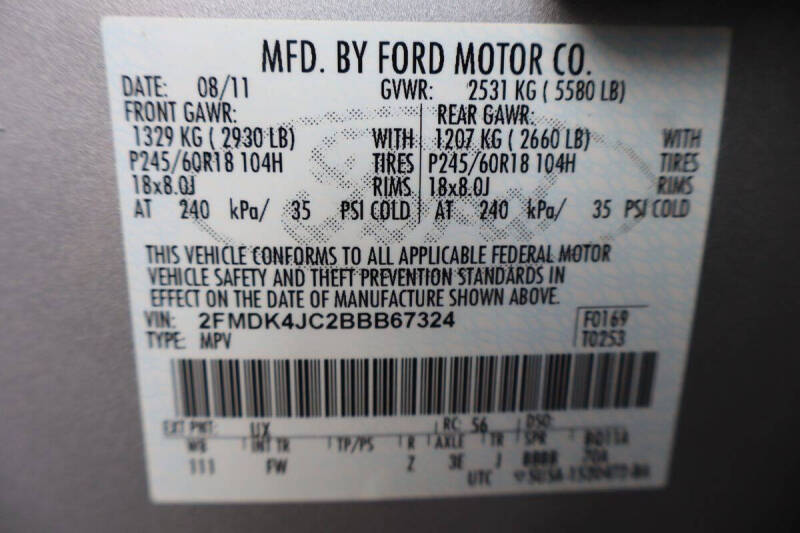 MFD. BY FORD MOTOR CO.
DATE: 08/11 GVWR: 2531 KG ( 5580 LB)
FRONT GAWR: REAR GAWR:
1329 KG ( 2930 LB) WITH 1207 KG ( 2660 LB) WITH
P245/60R18 104H TIRES P245/60R18 104H TIRES
18x8.0J RIMS 18x8.0J RIMS
AT 240 kPa/ 35 PSI COLD AT 240 kPa/ 35 PSI COLD
THIS VEHICLE CONFORMS TO ALL APPLICABLE FEDERAL MOTOR
VEHICLE SAFETY AND THEFT PREVENTION STANDARDS IN
EFFECT ON THE DATE OF MANUFACTURE SHOWN ABOVE.
VIN: 2FMDK4JC2BBB67324 F0169
TYPE: MPV T0253
EXT PNT: UX RC: 56 DSO:
WB INT TR TP/PS R AXLE TR SPR
111 FW Z 3E J BBBB
UTC